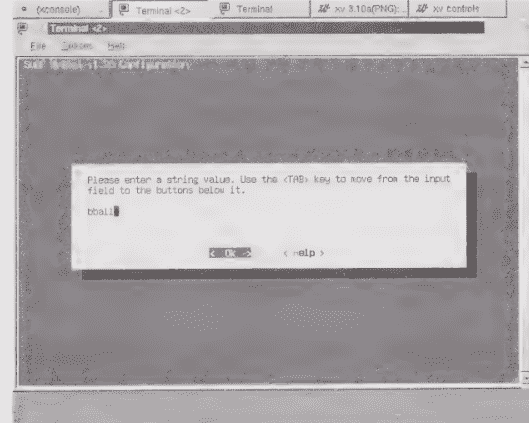 (xconsole) Terminal <2> Terminal xv 3.10a(PNG): xv controls
Terminal <2>
File Options Help
Configuration
Please enter a string value. Use the <TAB> key to move from the input
field to the buttons below it.
bball
< Ok > < Help >